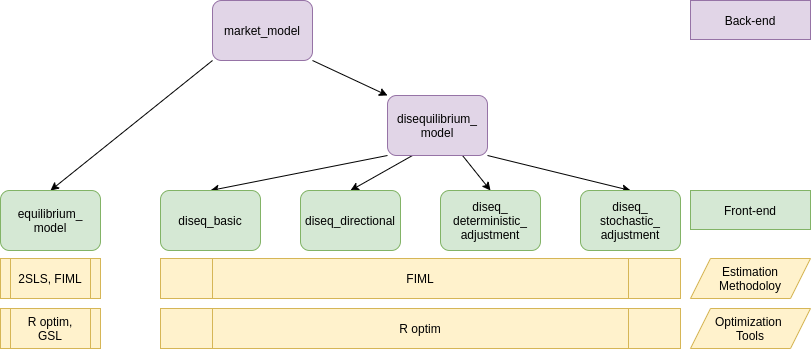 market_model
Back-end
disequilibrium_
model
equilibrium_
model
diseq_basic
diseq_directional
diseq_
deterministic_
adjustment
diseq_
stochastic_
adjustment
Front-end
2SLS, FIML
FIML
Estimation
Methodoloy
R optim,
GSL
R optim
Optimization
Tools